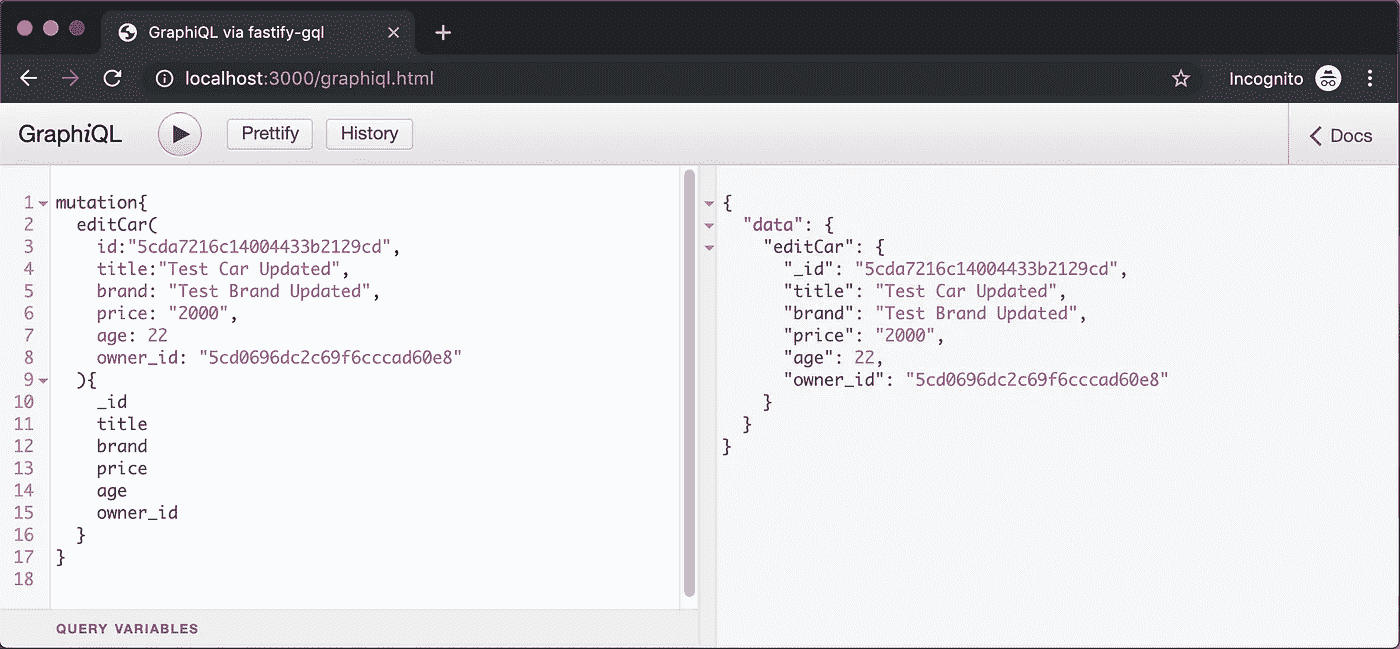 GraphiQL via fastify-gql
localhost:3000/graphiql.html
Incognito
GraphiQL
Prettify
History
Docs
1 mutation{
2 editCar(
3 id:"5cda7216c14004433b2129cd",
4 title:"Test Car Updated",
5 brand: "Test Brand Updated",
6 price: "2000",
7 age: 22
8 owner_id: "5cd0696dc2c69f6cccad60e8"
9 ){
10 _id
11 title
12 brand
13 price
14 age
15 owner_id
16 }
17 }
18
QUERY VARIABLES
{
"data": {
"editCar": {
"_id": "5cda7216c14004433b2129cd",
"title": "Test Car Updated",
"brand": "Test Brand Updated",
"price": "2000",
"age": 22,
"owner_id": "5cd0696dc2c69f6cccad60e8"
}
}
}